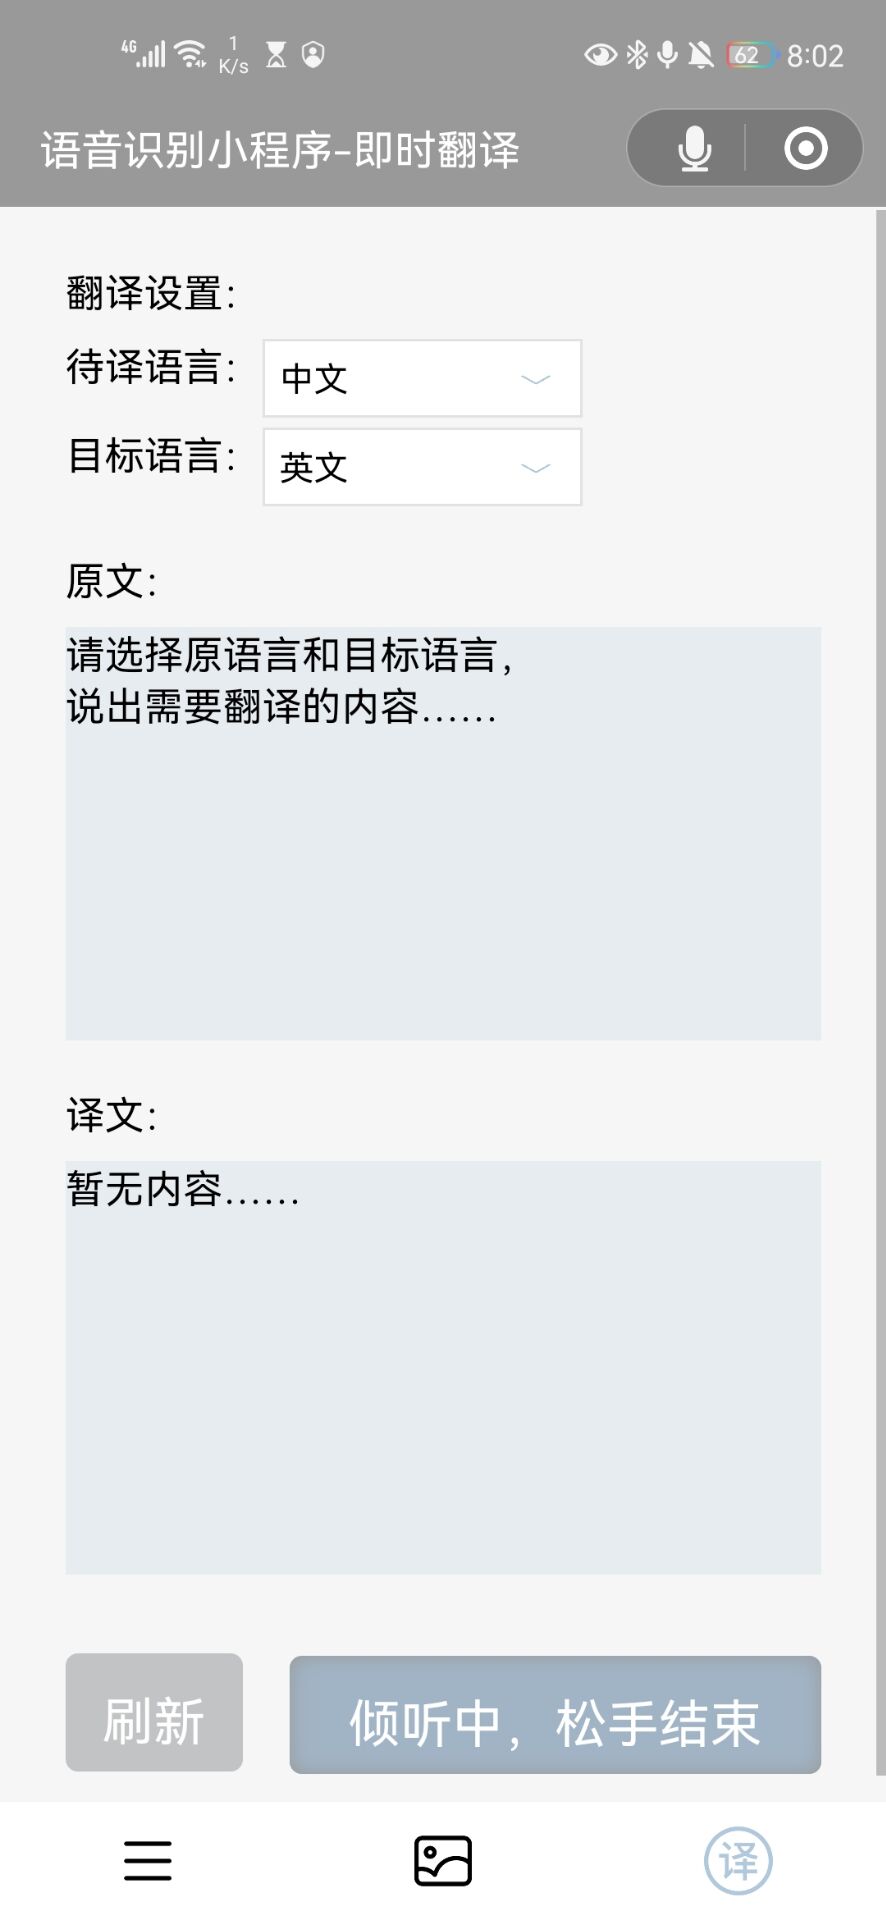 4G 1 K/s 62 8:02
语音识别小程序-即时翻译
翻译设置：
待译语言： 中文
目标语言： 英文
原文：
请选择原语言和目标语言，
说出需要翻译的内容......
译文：
暂无内容......
刷新 倾听中，松手结束
译